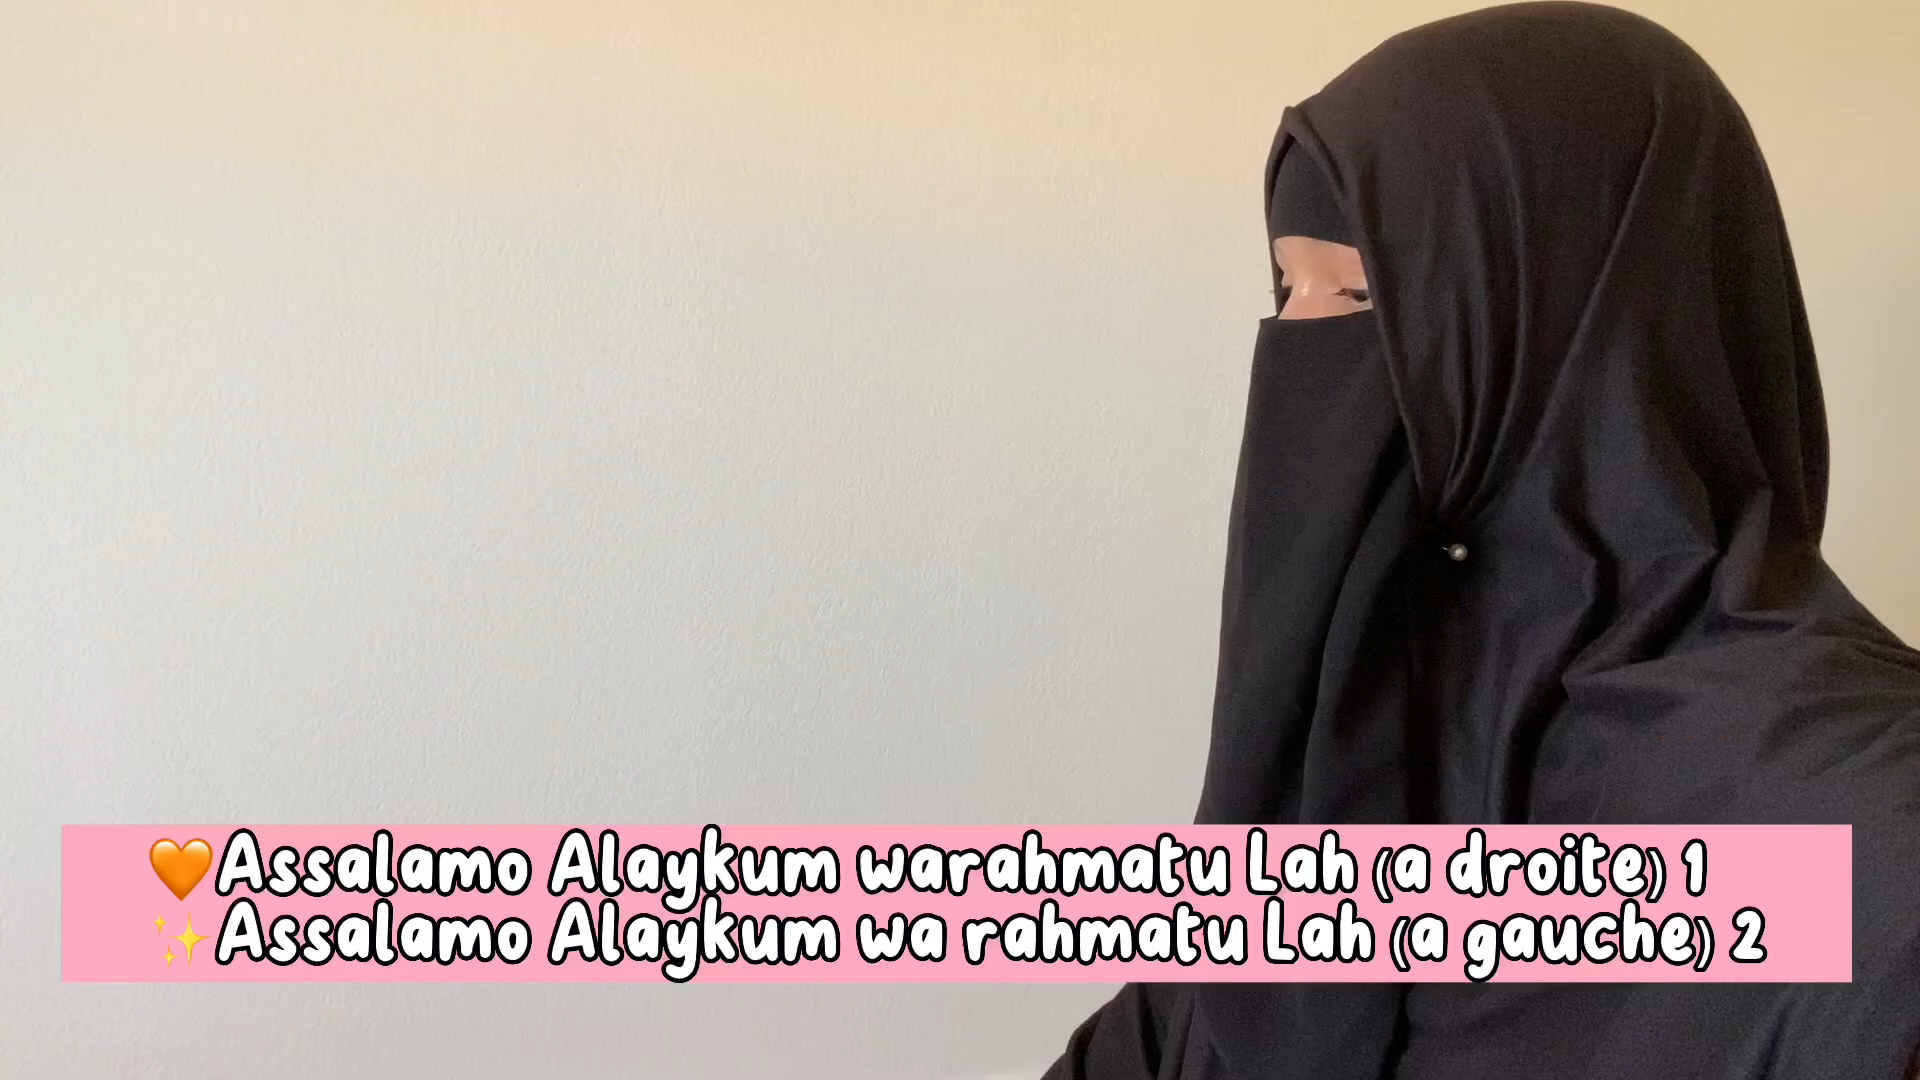 🧡Assalamo Alaykum warahmatu Lah (a droite) 1
✨Assalamo Alaykum wa rahmatu Lah (a gauche) 2